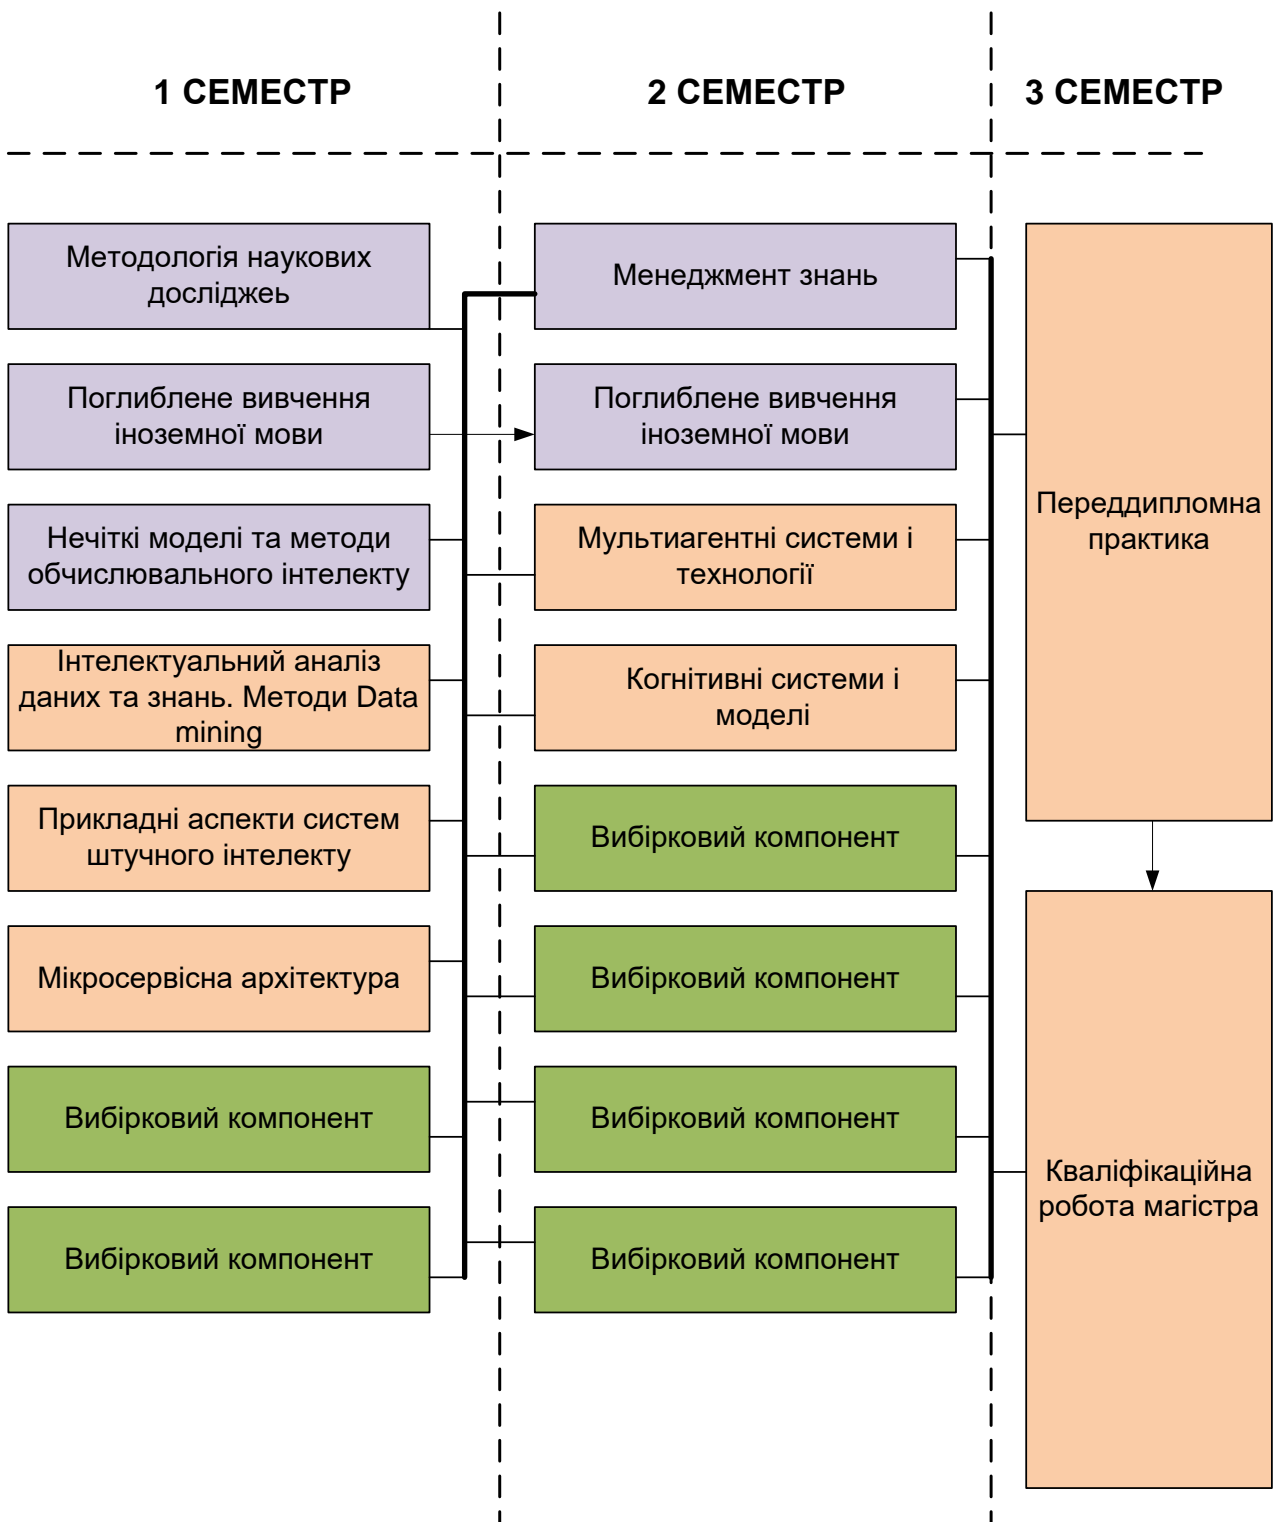 1 СЕМЕСТР
2 СЕМЕСТР
3 СЕМЕСТР
Методологія наукових
досліджеь
Поглиблене вивчення
іноземної мови
Нечіткі моделі та методи
обчислювального інтелекту
Інтелектуальний аналіз
даних та знань. Методи Data
mining
Прикладні аспекти систем
штучного інтелекту
Мікросервісна архітектура
Вибірковий компонент
Вибірковий компонент
Менеджмент знань
Поглиблене вивчення
іноземної мови
Мультиагентні системи і
технології
Когнітивні системи і
моделі
Вибірковий компонент
Вибірковий компонент
Вибірковий компонент
Вибірковий компонент
Переддипломна
практика
Кваліфікаційна
робота магістра